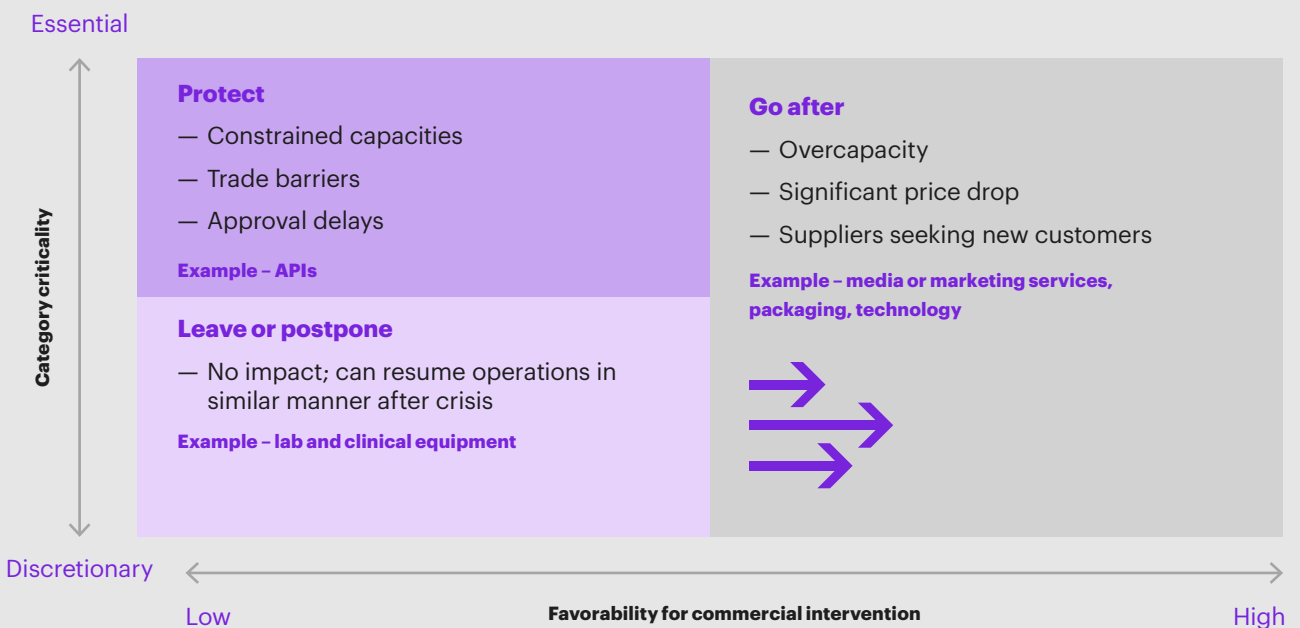 Essential
Category criticality
Protect
— Constrained capacities
— Trade barriers
— Approval delays
Example – APIs
Leave or postpone
— No impact; can resume operations in
similar manner after crisis
Example – lab and clinical equipment
Go after
— Overcapacity
— Significant price drop
— Suppliers seeking new customers
Example – media or marketing services,
packaging, technology
Discretionary
Low
Favorability for commercial intervention
High